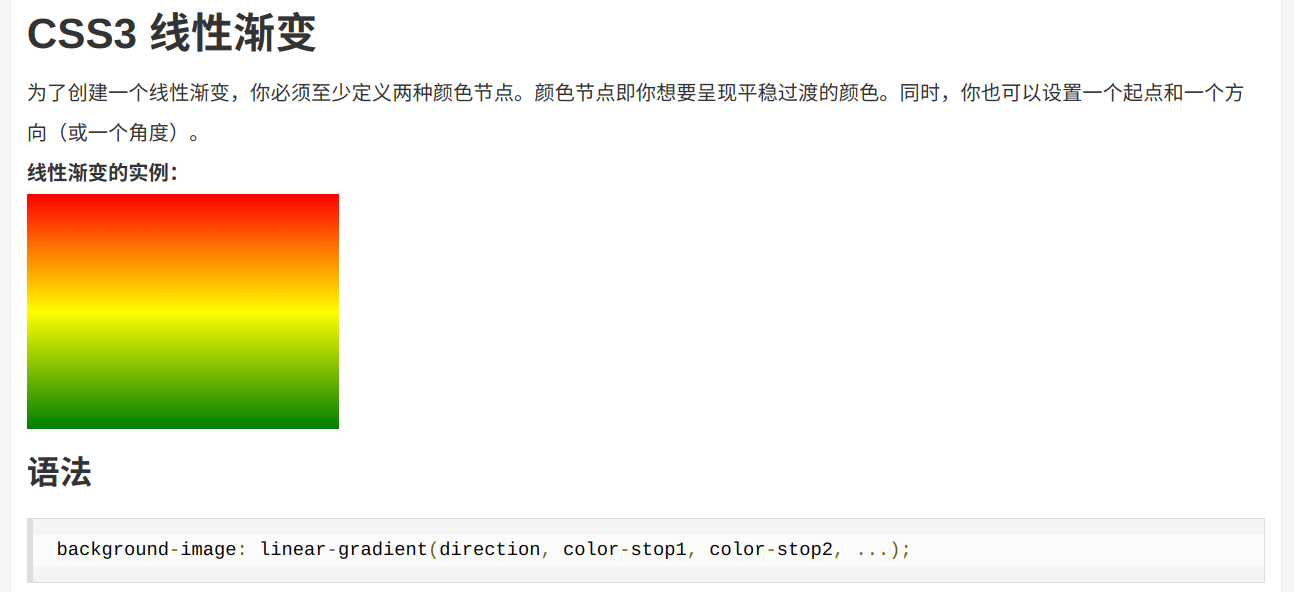 CSS3 线性渐变
为了创建一个线性渐变，你必须至少定义两种颜色节点。颜色节点即你想要呈现平稳过渡的颜色。同时，你也可以设置一个起点和一个方
向（或一个角度）。
线性渐变的实例：
语法
background-image: linear-gradient(direction, color-stop1, color-stop2, ...);